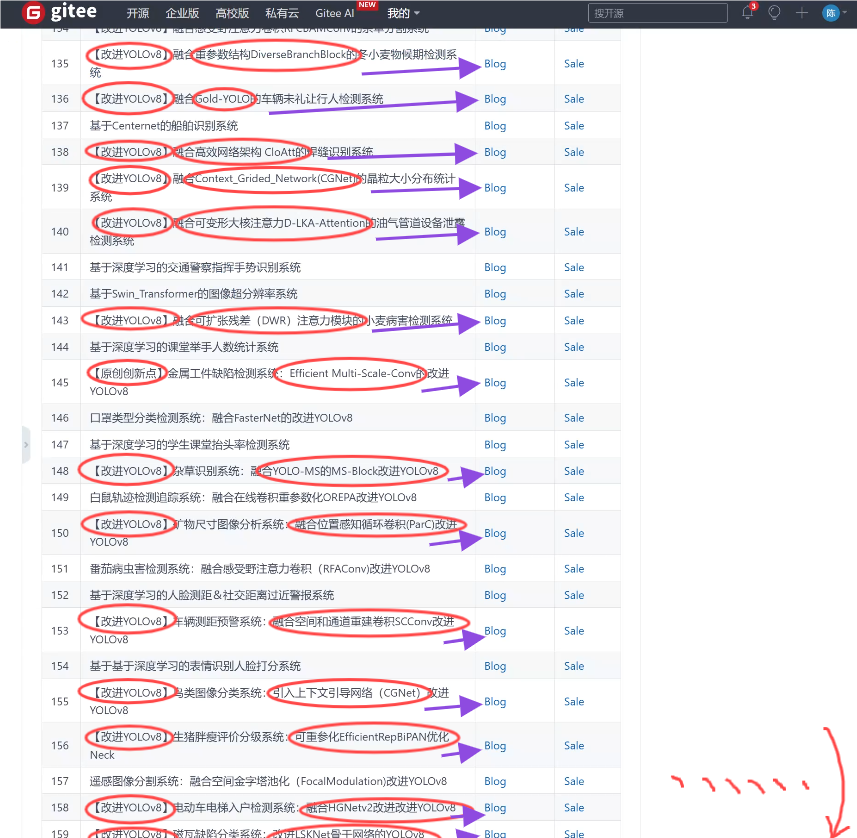 gitee 开源 企业版 高校版 私有云 Gitee AI NEW 我的 搜开源 3 陈
134 【改进YOLOv8】融合感受野注意力RFCBAMConv的杂草分割系统 Blog Sale
135 【改进YOLOv8】融合重参数结构DiverseBranchBlock的冬小麦物候期检测系
统 Blog Sale
136 【改进YOLOv8】融合Gold-YOLO的车辆未礼让行人检测系统 Blog Sale
137 基于Centernet的船舶识别系统 Blog Sale
138 【改进YOLOv8】融合高效网络架构 CloAtt的焊缝识别系统 Blog Sale
139 【改进YOLOv8】融合Context_Grided_Network(CGNet)的晶粒大小分布统计
系统 Blog Sale
140 【改进YOLOv8】融合可变形大核注意力D-LKA-Attention的油气管道设备泄露
检测系统 Blog Sale
141 基于深度学习的交通警察指挥手势识别系统 Blog Sale
142 基于Swin_Transformer的图像超分辨率系统 Blog Sale
143 【改进YOLOv8】融合可扩张残差（DWR）注意力模块的小麦病害检测系统 Blog Sale
144 基于深度学习的课堂举手人数统计系统 Blog Sale
145 【原创创新点】金属工件缺陷检测系统：Efficient Multi-Scale-Conv的改进
YOLOv8 Blog Sale
146 口罩类型分类检测系统：融合FasterNet的改进YOLOv8 Blog Sale
147 基于深度学习的学生课堂抬头率检测系统 Blog Sale
148 【改进YOLOv8】杂草识别系统：融合YOLO-MS的MS-Block改进YOLOv8 Blog Sale
149 白鼠轨迹检测追踪系统：融合在线卷积重参数化OREPA改进YOLOv8 Blog Sale
150 【改进YOLOv8】矿物尺寸图像分析系统：融合位置感知循环卷积(ParC)改进
YOLOv8 Blog Sale
151 番茄病虫害检测系统：融合感受野注意力卷积（RFAConv)改进YOLOv8 Blog Sale
152 基于深度学习的人脸测距＆社交距离过近警报系统 Blog Sale
153 【改进YOLOv8】车辆测距预警系统：融合空间和通道重建卷积SCConv改进
YOLOv8 Blog Sale
154 基于基于深度学习的表情识别人脸打分系统 Blog Sale
155 【改进YOLOv8】鸟类图像分类系统：引入上下文引导网络（CGNet）改进
YOLOv8 Blog Sale
156 【改进YOLOv8】生猪胖瘦评价分级系统：可重参化EfficientRepBiPAN优化
Neck Blog Sale
157 遥感图像分割系统：融合空间金字塔池化（FocalModulation)改进YOLOv8 Blog Sale
158 【改进YOLOv8】电动车电梯入户检测系统：融合HGNetv2改进改进YOLOv8 Blog Sale
159 【改进YOLOv8】磁瓦缺陷分类系统：改进LSKNet骨干网络的YOLOv8 Blog Sale